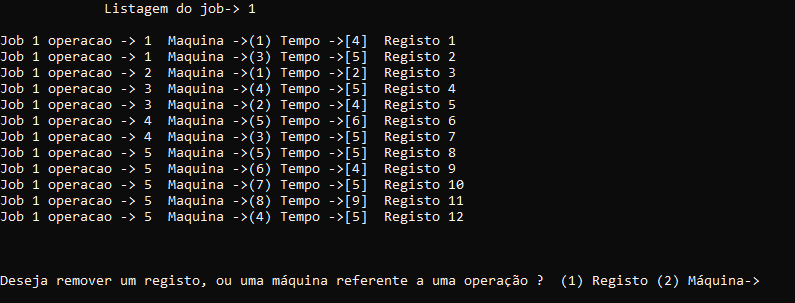 Listagem do job-> 1
Job 1 operacao -> 1  Maquina ->(1) Tempo ->[4]  Registo 1
Job 1 operacao -> 1  Maquina ->(3) Tempo ->[5]  Registo 2
Job 1 operacao -> 2  Maquina ->(1) Tempo ->[2]  Registo 3
Job 1 operacao -> 3  Maquina ->(4) Tempo ->[5]  Registo 4
Job 1 operacao -> 3  Maquina ->(2) Tempo ->[4]  Registo 5
Job 1 operacao -> 4  Maquina ->(5) Tempo ->[6]  Registo 6
Job 1 operacao -> 4  Maquina ->(3) Tempo ->[5]  Registo 7
Job 1 operacao -> 5  Maquina ->(5) Tempo ->[5]  Registo 8
Job 1 operacao -> 5  Maquina ->(6) Tempo ->[4]  Registo 9
Job 1 operacao -> 5  Maquina ->(7) Tempo ->[5]  Registo 10
Job 1 operacao -> 5  Maquina ->(8) Tempo ->[9]  Registo 11
Job 1 operacao -> 5  Maquina ->(4) Tempo ->[5]  Registo 12
Deseja remover um registo, ou uma máquina referente a uma operação ?  (1) Registo (2) Máquina->